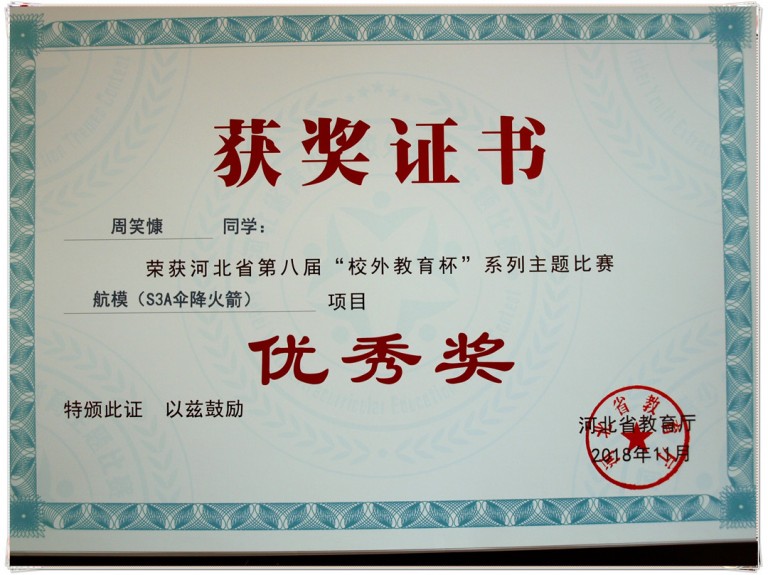 获奖证书
周笑慷 同学：
荣获河北省第八届“校外教育杯”系列主题比赛
航模（S3A伞降火箭） 项目
优秀奖
特颁此证 以兹鼓励
河北省教育厅
2018年11月